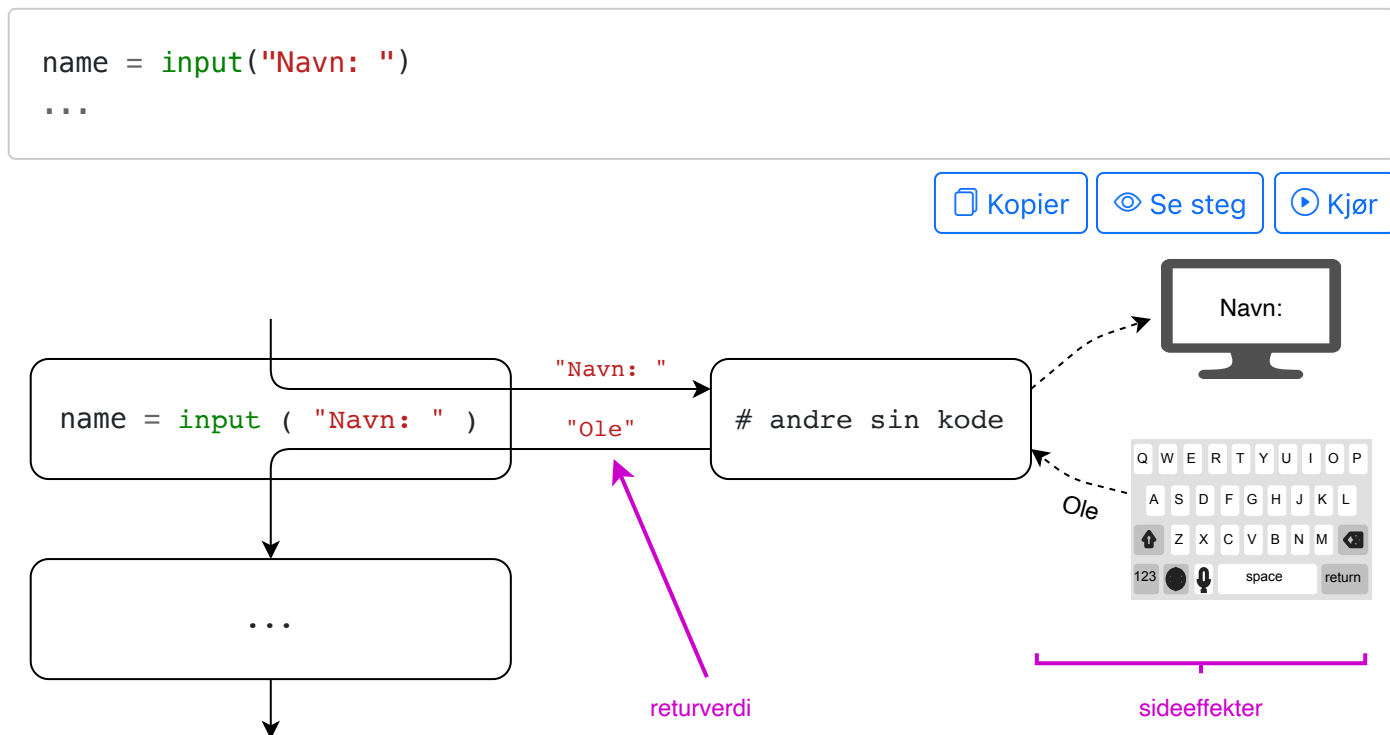 name = input("Navn: ")
...
Kopier
Se steg
Kjør
Navn:
"Navn: "
name = input ( "Navn: " )
"Ole"
# andre sin kode
Ole
Q W E R T Y U I O P
A S D F G H J K L
Z X C V B N M
123 space return
...
returverdi
sideeffekter